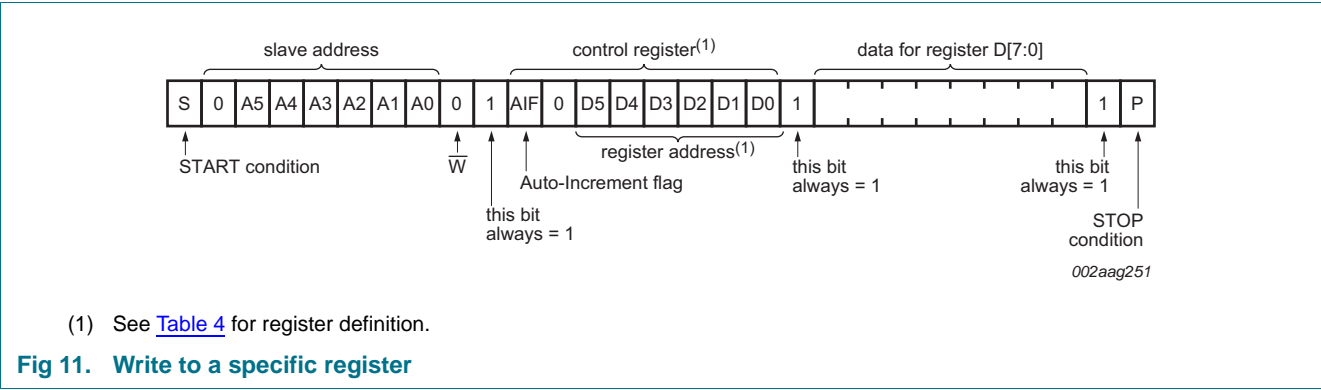 slave address control register(1) data for register D[7:0]
S 0 A5 A4 A3 A2 A1 A0 0 1 AIF 0 D5 D4 D3 D2 D1 D0 1 1 P
START condition
W
register address(1)
Auto-Increment flag
this bit
always = 1
this bit
always = 1
this bit
always = 1
STOP
condition
002aag251
(1) See Table 4 for register definition.
Fig 11. Write to a specific register